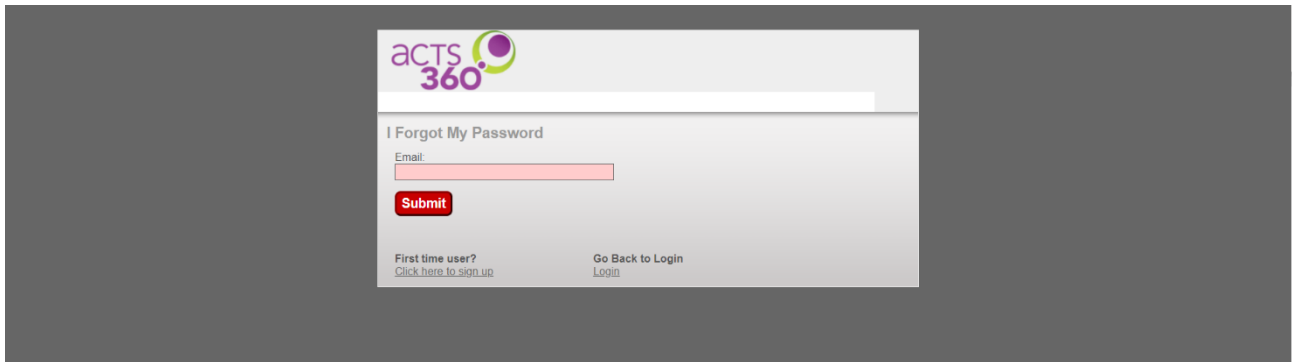 acts
360
I Forgot My Password
Email:
Submit
First time user?
Click here to sign up
Go Back to Login
Login